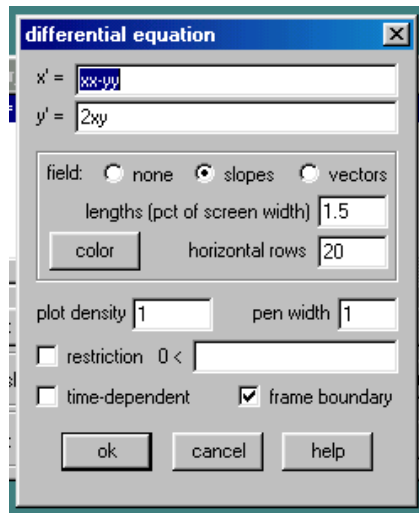 differential equation
x' = xx-yy
y' = 2xy
field: none slopes vectors
lengths (pct of screen width) 1.5
color horizontal rows 20
plot density 1 pen width 1
restriction 0 <
time-dependent frame boundary
ok cancel help